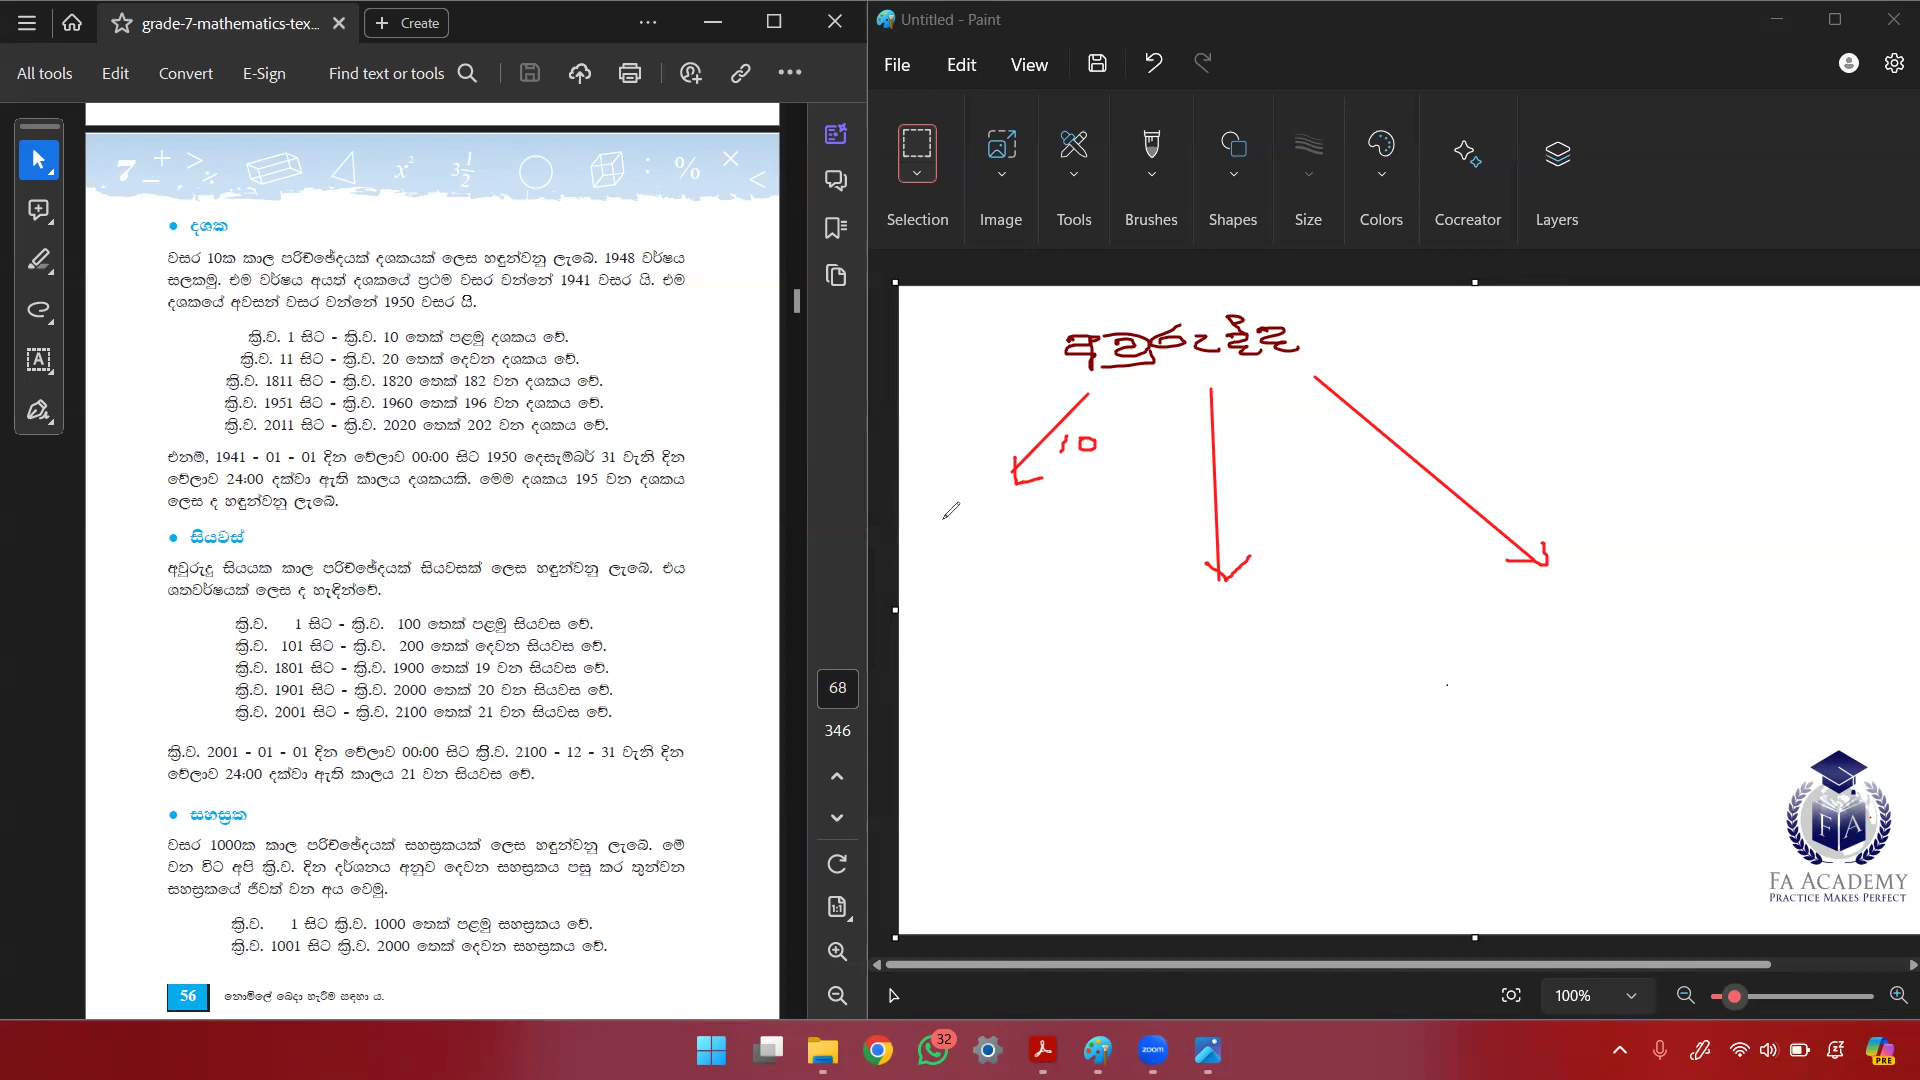 grade-7-mathematics-tex...
Create
Untitled - Paint
All tools
Edit
Convert
E-Sign
Find text or tools
File
Edit
View
Selection
Image
Tools
Brushes
Shapes
Size
Colors
Cocreator
Layers
7
x²
3½
%
දශක
වසර 10ක කාල පරිච්ඡේදයක් දශකයක් ලෙස හඳුන්වනු ලැබේ. 1948 වර්ෂය
සලකමු. එම වර්ෂය අයත් දශකයේ ප්‍රථම වසර වන්නේ 1941 වසර යි. එම
දශකයේ අවසන් වසර වන්නේ 1950 වසර යි.
ක්‍රි.ව. 1 සිට - ක්‍රි.ව. 10 තෙක් පළමු දශකය වේ.
ක්‍රි.ව. 11 සිට - ක්‍රි.ව. 20 තෙක් දෙවන දශකය වේ.
ක්‍රි.ව. 1811 සිට - ක්‍රි.ව. 1820 තෙක් 182 වන දශකය වේ.
ක්‍රි.ව. 1951 සිට - ක්‍රි.ව. 1960 තෙක් 196 වන දශකය වේ.
ක්‍රි.ව. 2011 සිට - ක්‍රි.ව. 2020 තෙක් 202 වන දශකය වේ.
එනම්, 1941 - 01 - 01 දින වේලාව 00:00 සිට 1950 දෙසැම්බර් 31 වැනි දින
වේලාව 24:00 දක්වා ඇති කාලය දශකයකි. මෙම දශකය 195 වන දශකය
ලෙස ද හඳුන්වනු ලැබේ.
සියවස්
අවුරුදු සියයක කාල පරිච්ඡේදයක් සියවසක් ලෙස හඳුන්වනු ලැබේ. එය
ශතවර්ෂයක් ලෙස ද හැඳින්වේ.
ක්‍රි.ව. 1 සිට - ක්‍රි.ව. 100 තෙක් පළමු සියවස වේ.
ක්‍රි.ව. 101 සිට - ක්‍රි.ව. 200 තෙක් දෙවන සියවස වේ.
ක්‍රි.ව. 1801 සිට - ක්‍රි.ව. 1900 තෙක් 19 වන සියවස වේ.
ක්‍රි.ව. 1901 සිට - ක්‍රි.ව. 2000 තෙක් 20 වන සියවස වේ.
ක්‍රි.ව. 2001 සිට - ක්‍රි.ව. 2100 තෙක් 21 වන සියවස වේ.
ක්‍රි.ව. 2001 - 01 - 01 දින වේලාව 00:00 සිට ක්‍රි.ව. 2100 - 12 - 31 වැනි දින
වේලාව 24:00 දක්වා ඇති කාලය 21 වන සියවස වේ.
සහස්‍රක
වසර 1000ක කාල පරිච්ඡේදයක් සහස්‍රකයක් ලෙස හඳුන්වනු ලැබේ. මේ
වන විට අපි ක්‍රි.ව. දින දර්ශනය අනුව දෙවන සහස්‍රකය පසු කර තුන්වන
සහස්‍රකයේ ජීවත් වන අය වෙමු.
ක්‍රි.ව. 1 සිට ක්‍රි.ව. 1000 තෙක් පළමු සහස්‍රකය වේ.
ක්‍රි.ව. 1001 සිට ක්‍රි.ව. 2000 තෙක් දෙවන සහස්‍රකය වේ.
56
නොමිලේ බෙදා හැරීම සඳහා ය.
68
346
1:1
10
FA
FA ACADEMY
PRACTICE MAKES PERFECT
100%
32
zoom
PRE